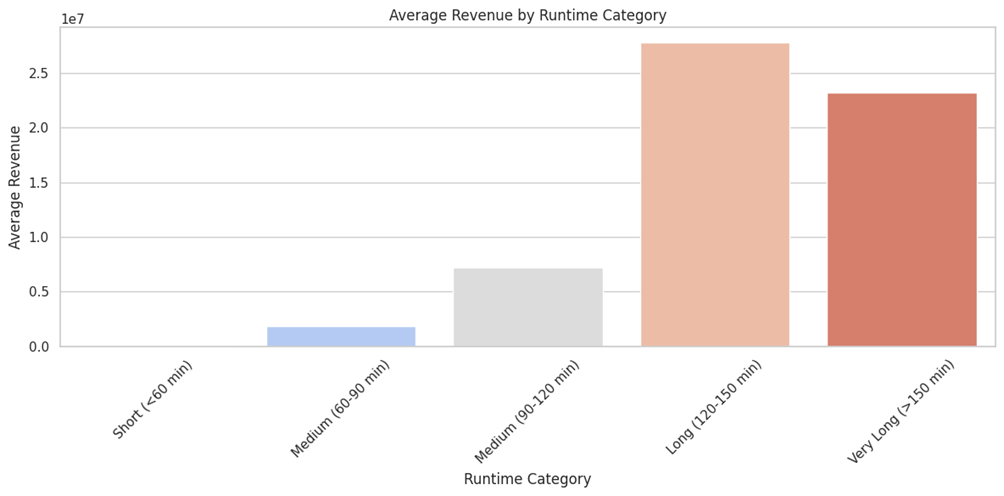 Average Revenue by Runtime Category
1e7
2.5
2.0
1.5
1.0
0.5
0.0
Average Revenue
Short (<60 min)
Medium (60-90 min)
Medium (90-120 min)
Long (120-150 min)
Very Long (>150 min)
Runtime Category